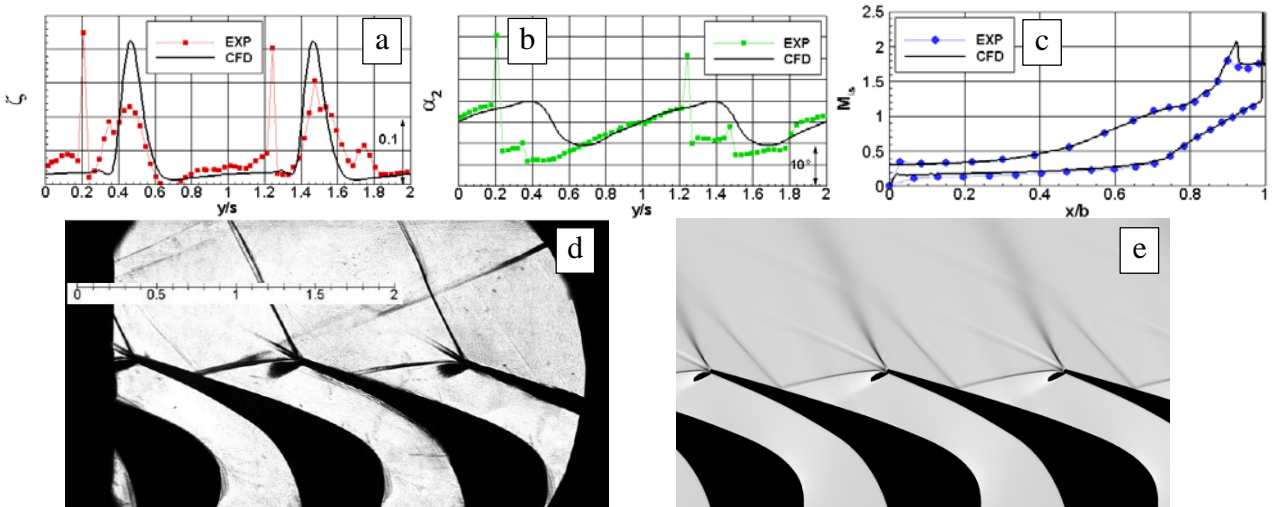 ζ
a
EXP
CFD
0.1
0 0.2 0.4 0.6 0.8 1 1.2 1.4 1.6 1.8 2
y/s
α2
b
EXP
CFD
10°
0 0.2 0.4 0.6 0.8 1 1.2 1.4 1.6 1.8 2
y/s
Mis
c
EXP
CFD
2.5
2
1.5
1
0.5
0
0 0.2 0.4 0.6 0.8 1
x/b
d
0 0.5 1 1.5 2
e